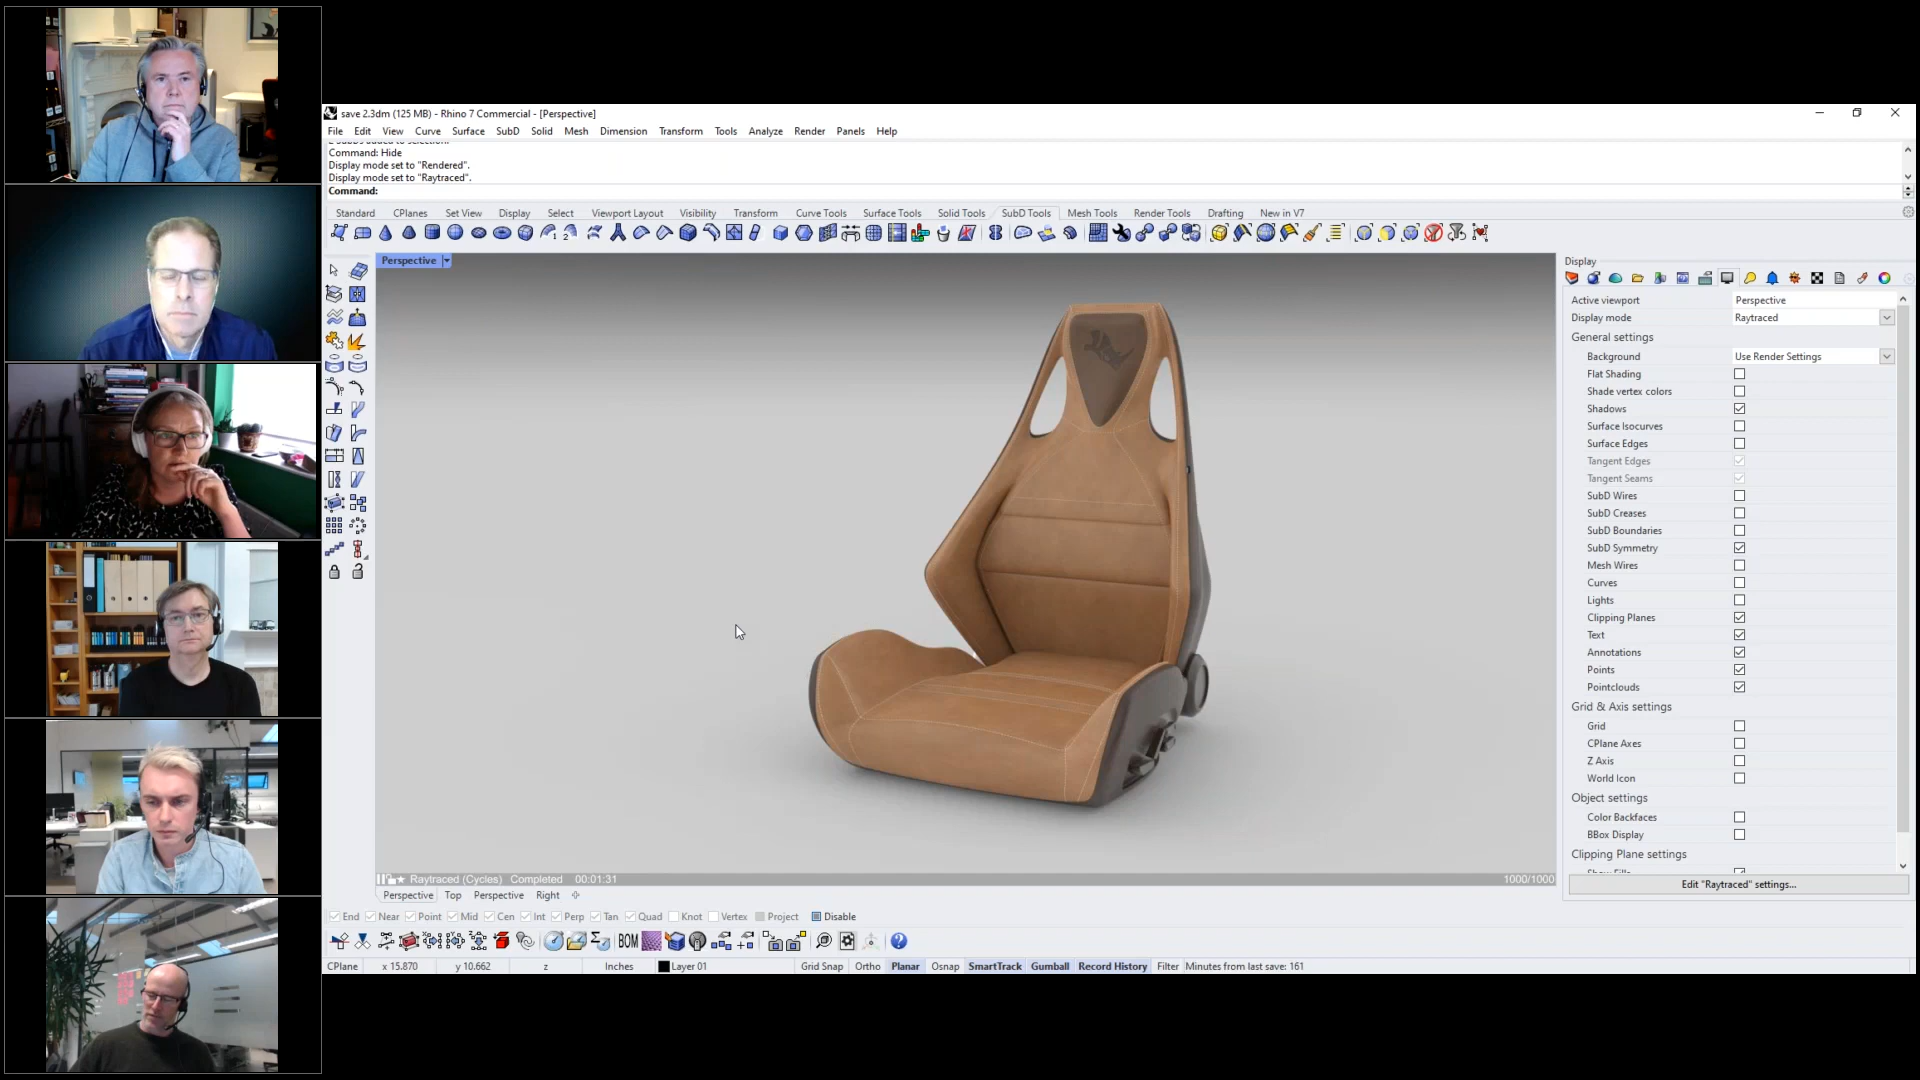 save 2.3dm (125 MB) - Rhino 7 Commercial - [Perspective]
File Edit View Curve Surface SubD Solid Mesh Dimension Transform Tools Analyze Render Panels Help
2 SubDs added to selection.
Command: Hide
Display mode set to "Rendered".
Display mode set to "Raytraced".
Command:
Standard CPlanes Set View Display Select Viewport Layout Visibility Transform Curve Tools Surface Tools Solid Tools SubD Tools Mesh Tools Render Tools Drafting New in V7
Perspective
Display
Active viewport Perspective
Display mode Raytraced
General settings
Background Use Render Settings
Flat Shading
Shade vertex colors
Shadows
Surface Isocurves
Surface Edges
Tangent Edges
Tangent Seams
SubD Wires
SubD Creases
SubD Boundaries
SubD Symmetry
Mesh Wires
Curves
Lights
Clipping Planes
Text
Annotations
Points
Pointclouds
Grid & Axis settings
Grid
CPlane Axes
Z Axis
World Icon
Object settings
Color Backfaces
BBox Display
Clipping Plane settings
Show Fills
Edit "Raytraced" settings...
Raytraced (Cycles) Completed 00:01:31 1000/1000
Perspective Top Perspective Right
End Near Point Mid Cen Int Perp Tan Quad Knot Vertex Project Disable
BOM
CPlane x 15.870 y 10.662 z Inches Layer 01 Grid Snap Ortho Planar Osnap SmartTrack Gumball Record History Filter Minutes from last save: 161